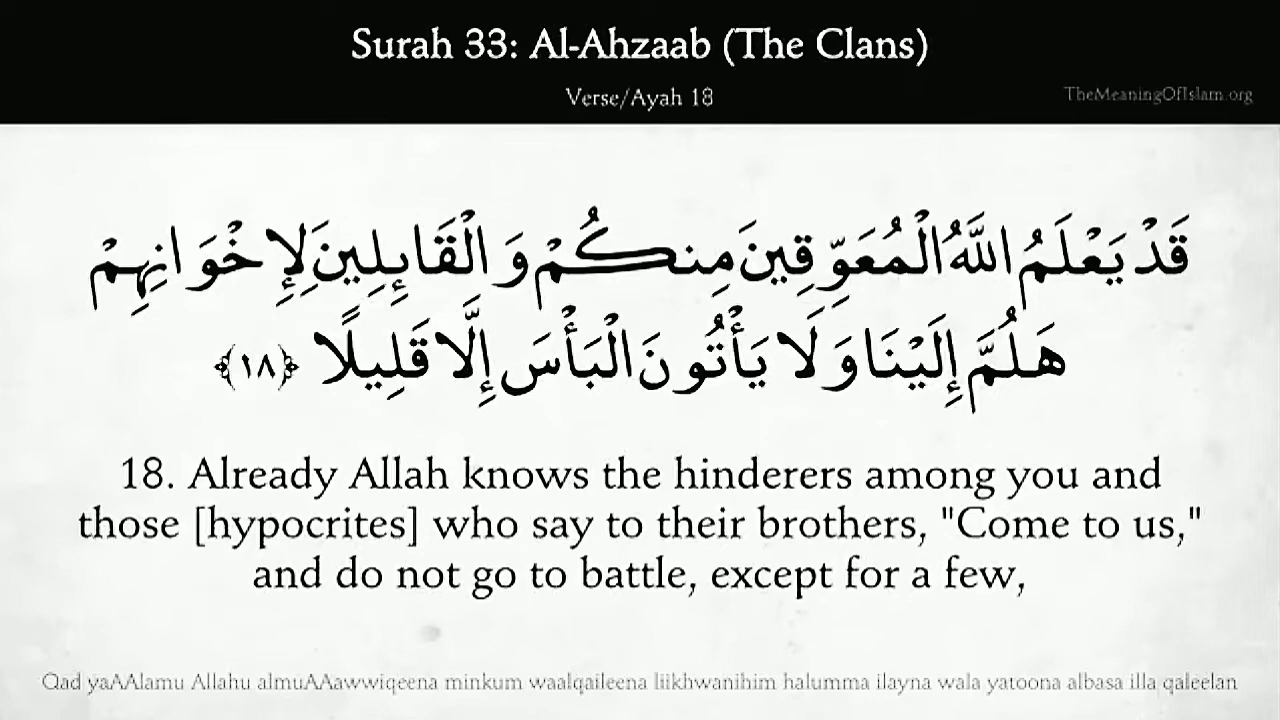 Surah 33: Al-Ahzaab (The Clans)
Verse/Ayah 18
TheMeaningOfIslam.org
قَدْ يَعْلَمُ اللَّهُ الْمُعَوِّقِينَ مِنكُمْ وَالْقَائِلِينَ لِإِخْوَانِهِمْ
هَلُمَّ إِلَيْنَا وَلَا يَأْتُونَ الْبَأْسَ إِلَّا قَلِيلًا ﴿١٨﴾
18. Already Allah knows the hinderers among you and
those [hypocrites] who say to their brothers, "Come to us,"
and do not go to battle, except for a few,
Qad yaAAlamu Allahu almuAAawwiqeena minkum waalqaileena liikhwanihim halumma ilayna wala yatoona albasa illa qaleelan